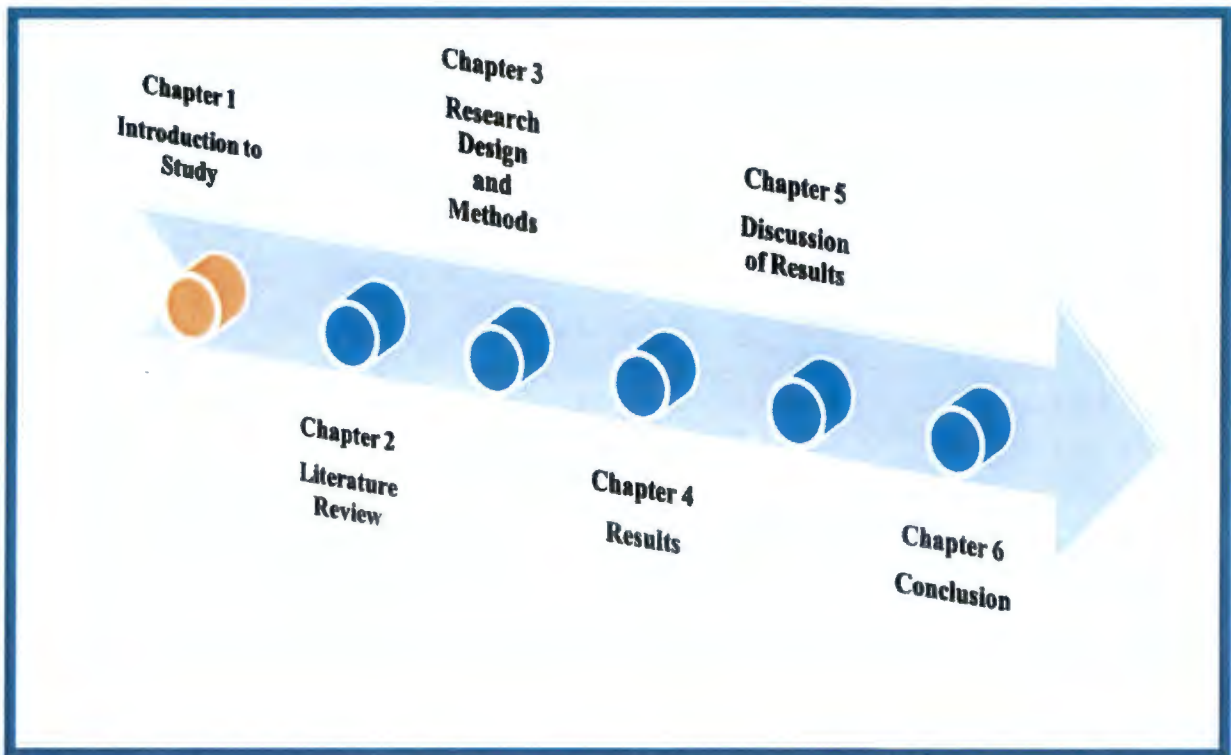 Chapter 1
Introduction to
Study
Chapter 2
Literature
Review
Chapter 3
Research
Design
and
Methods
Chapter 4
Results
Chapter 5
Discussion
of Results
Chapter 6
Conclusion